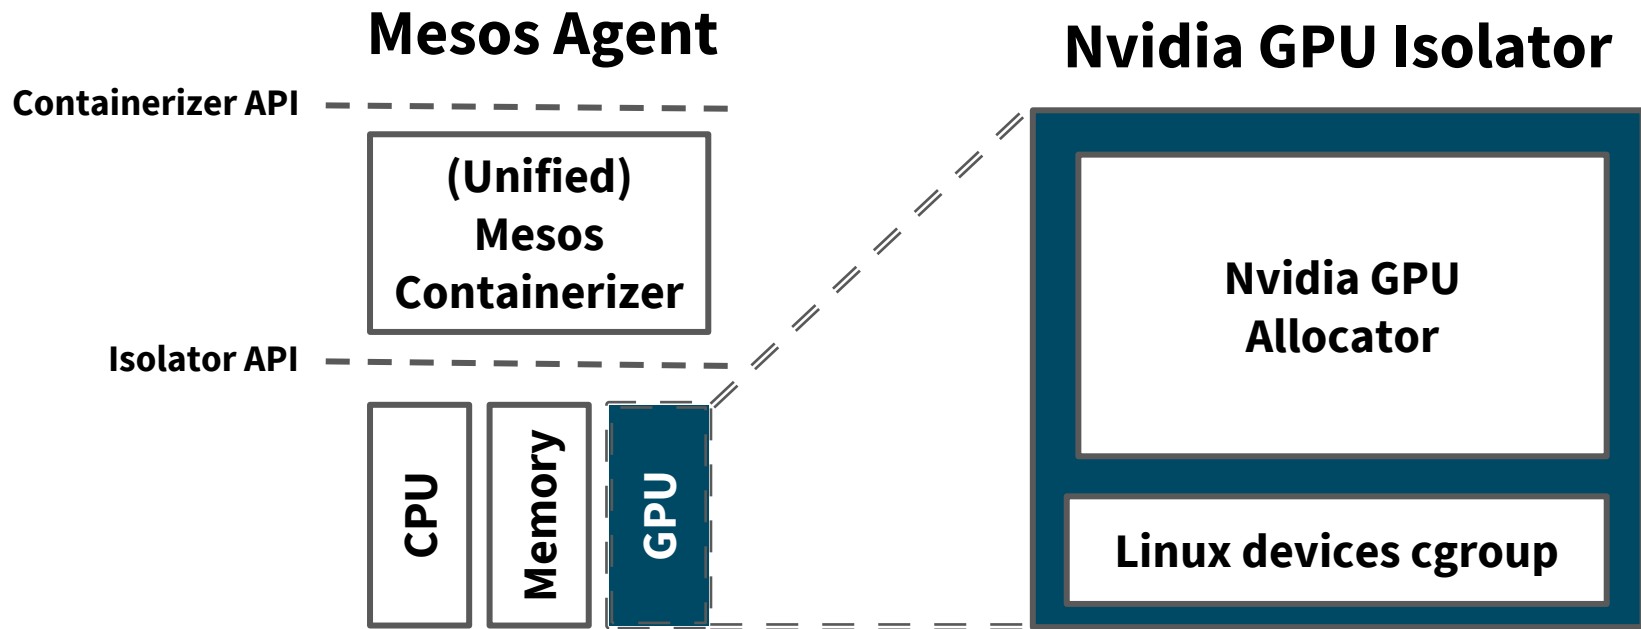 Mesos Agent
Containerizer API
(Unified)
Mesos
Containerizer
Isolator API
CPU
Memory
GPU
Nvidia GPU Isolator
Nvidia GPU
Allocator
Linux devices cgroup